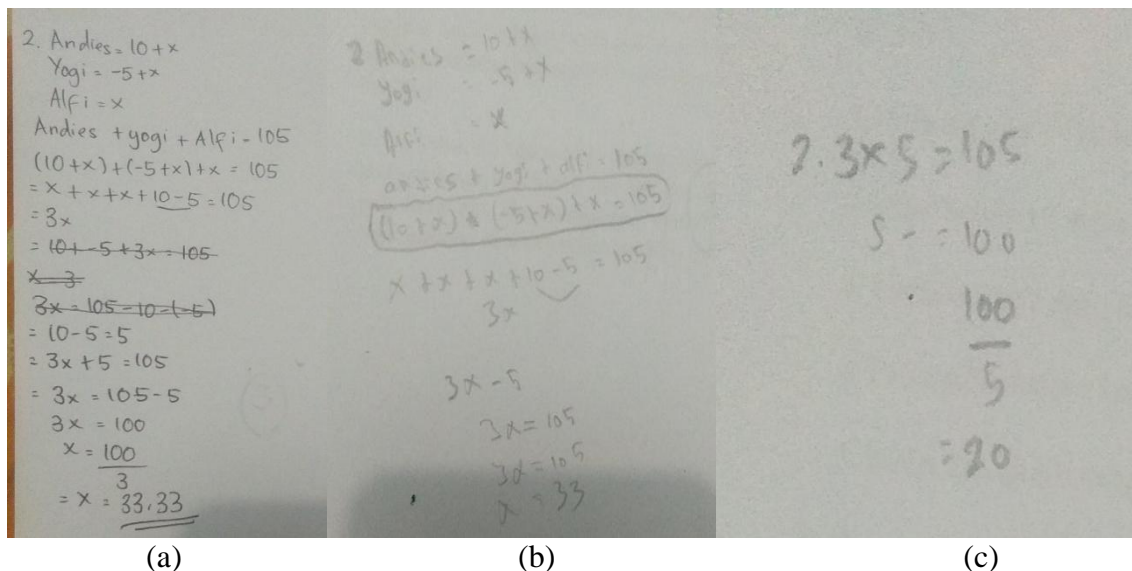 2. Andies = 10 + x
Yogi = -5 + x
Alfi = x
Andies + yogi + Alfi = 105
(10 + x) + (-5 + x) + x = 105
= x + x + x + 10 - 5 = 105
= 3x
= 10 + -5 + 3x = 105
x = 3
3x = 105 - 10 - (-5)
= 10 - 5 = 5
= 3x + 5 = 105
= 3x = 105 - 5
3x = 100
x = 100
3
= x = 33,33
(a)
2 Andies = 10 + x
Yogi = -5 + x
Alfi = x
andies + yogi + alfi = 105
(10 + x) + (-5 + x) + x = 105
x + x + x + 10 - 5 = 105
3x
3x - 5
3x = 105
3x = 105
x = 33
(b)
2. 3 x 5 = 105
5 - = 100
100
5
= 20
(c)